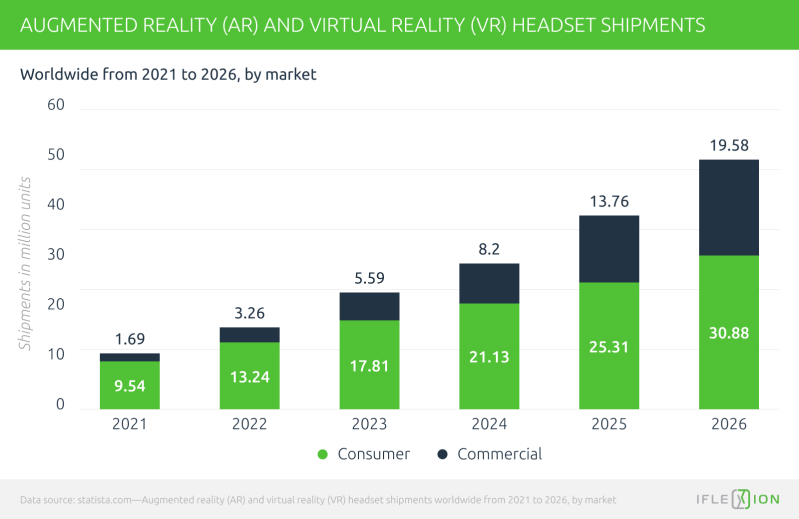 AUGMENTED REALITY (AR) AND VIRTUAL REALITY (VR) HEADSET SHIPMENTS
Worldwide from 2021 to 2026, by market
Shipments in million units
60
50
40
30
20
10
0
1.69
9.54
3.26
13.24
5.59
17.81
8.2
21.13
13.76
25.31
19.58
30.88
2021 2022 2023 2024 2025 2026
Consumer Commercial
Data source: statista.com—Augmented reality (AR) and virtual reality (VR) headset shipments worldwide from 2021 to 2026, by market
IFLEXION